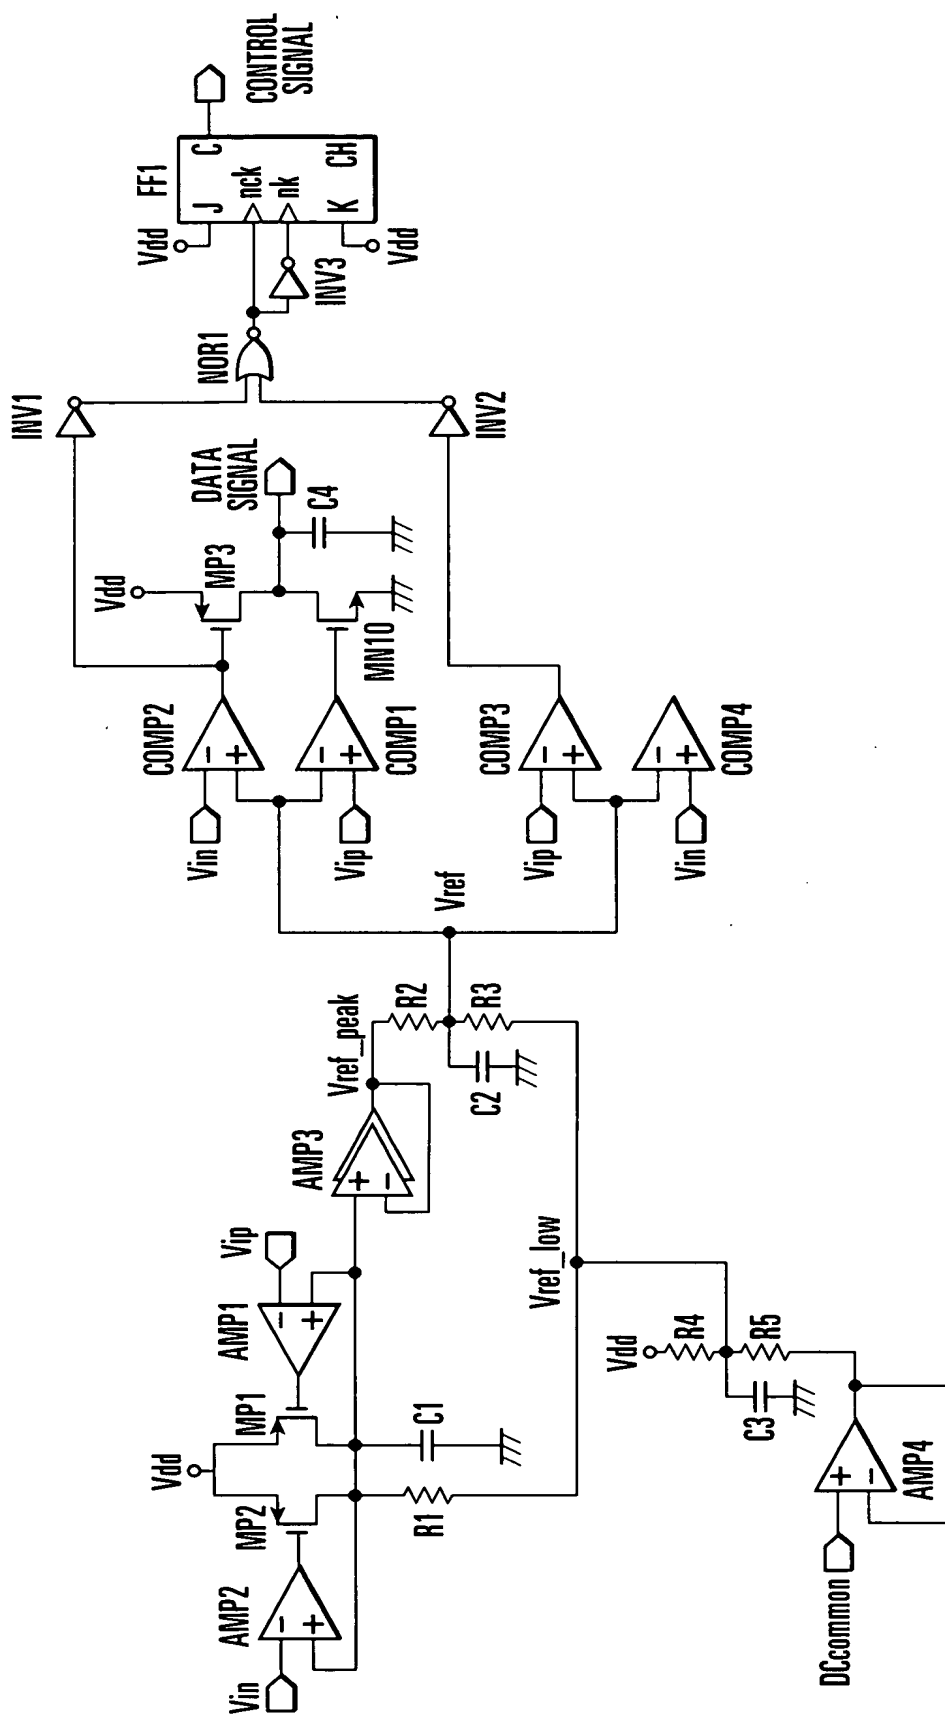 Vin
AMP2
−
+
MP2
Vdd
MP1
AMP1
−
+
Vip
R1
C1
AMP3
+
−
Vref_peak
R2
R3
C2
Vref
Vref_low
DCcommon
AMP4
+
−
Vdd
R4
R5
C3
Vin
COMP2
−
+
Vip
COMP1
−
+
Vip
COMP3
−
+
Vin
COMP4
−
+
Vdd
MP3
MN10
DATA
SIGNAL
C4
INV1
INV2
NOR1
INV3
Vdd
FF1
J
C
nck
nk
K
CH
Vdd
CONTROL
SIGNAL